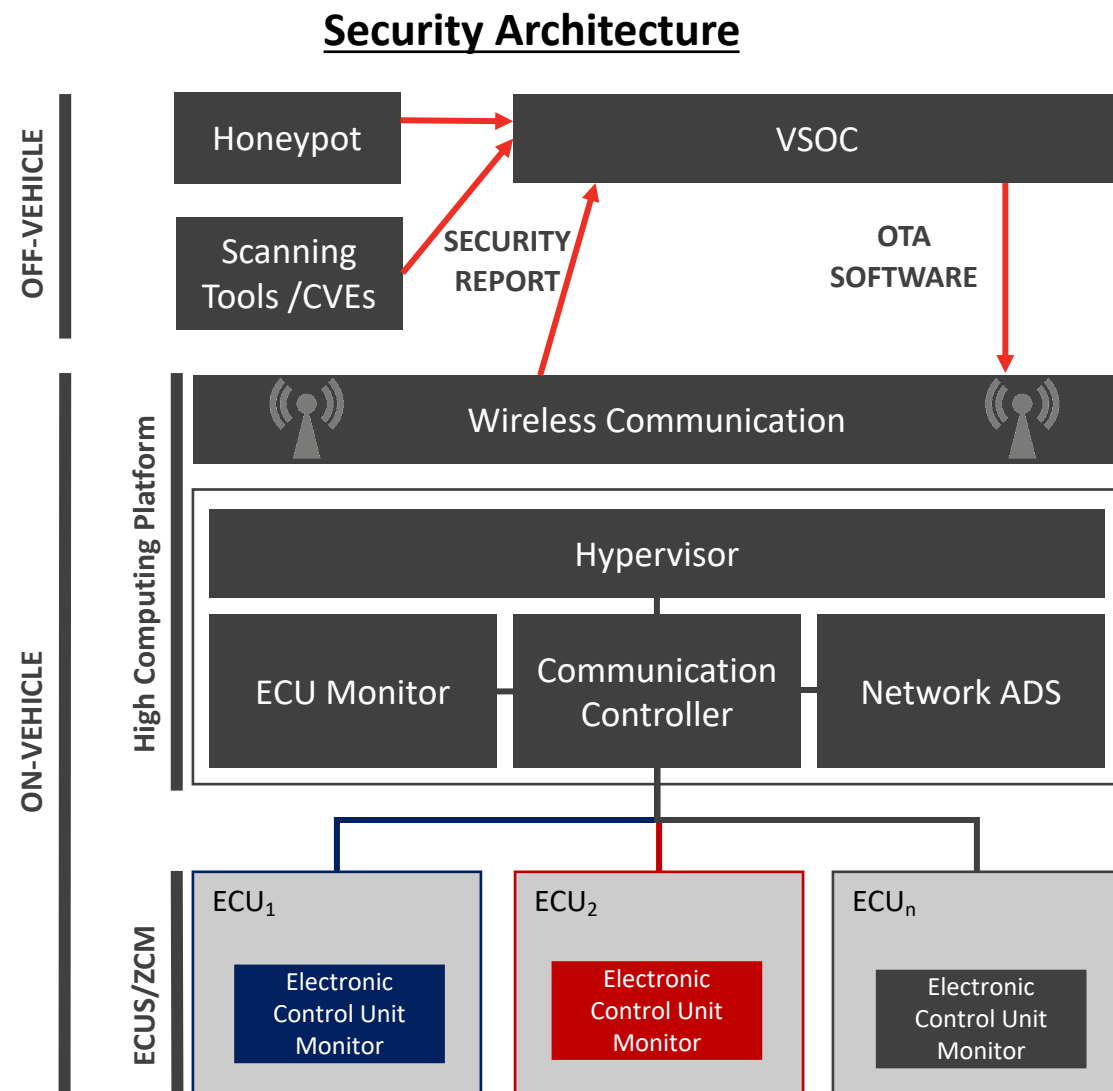 Security Architecture
OFF-VEHICLE
Honeypot
VSOC
Scanning
Tools /CVEs
SECURITY
REPORT
OTA
SOFTWARE
ON-VEHICLE
High Computing Platform
Wireless Communication
Hypervisor
ECU Monitor
Communication
Controller
Network ADS
ECUS/ZCM
ECU₁
Electronic
Control Unit
Monitor
ECU₂
Electronic
Control Unit
Monitor
ECUₙ
Electronic
Control Unit
Monitor